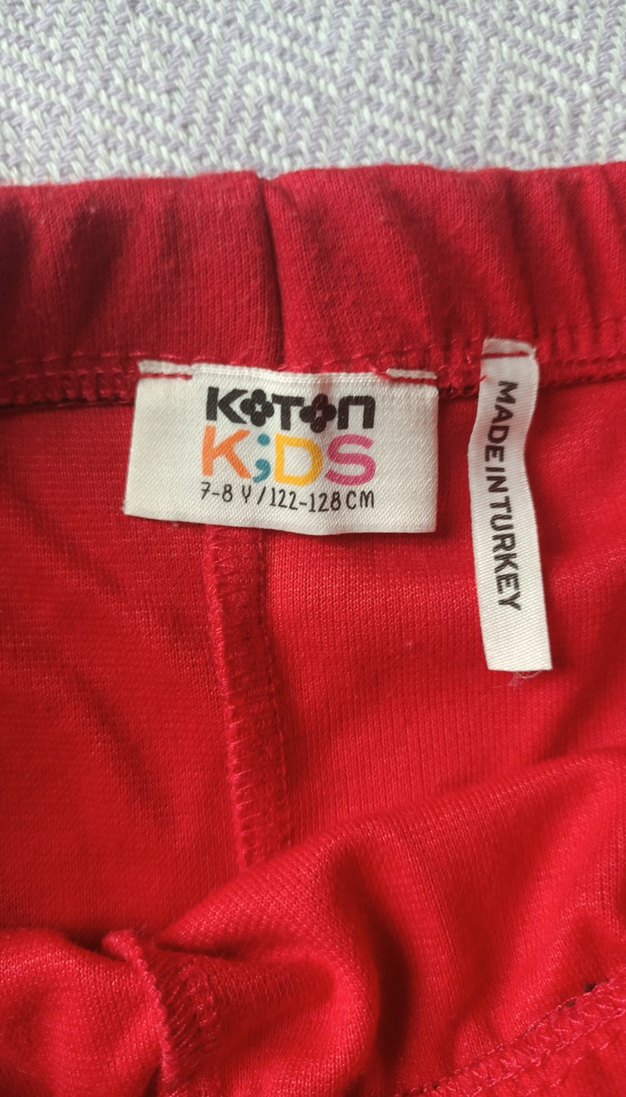 KOTON
K;DS
7-8 Y / 122-128 CM
MADE IN TURKEY